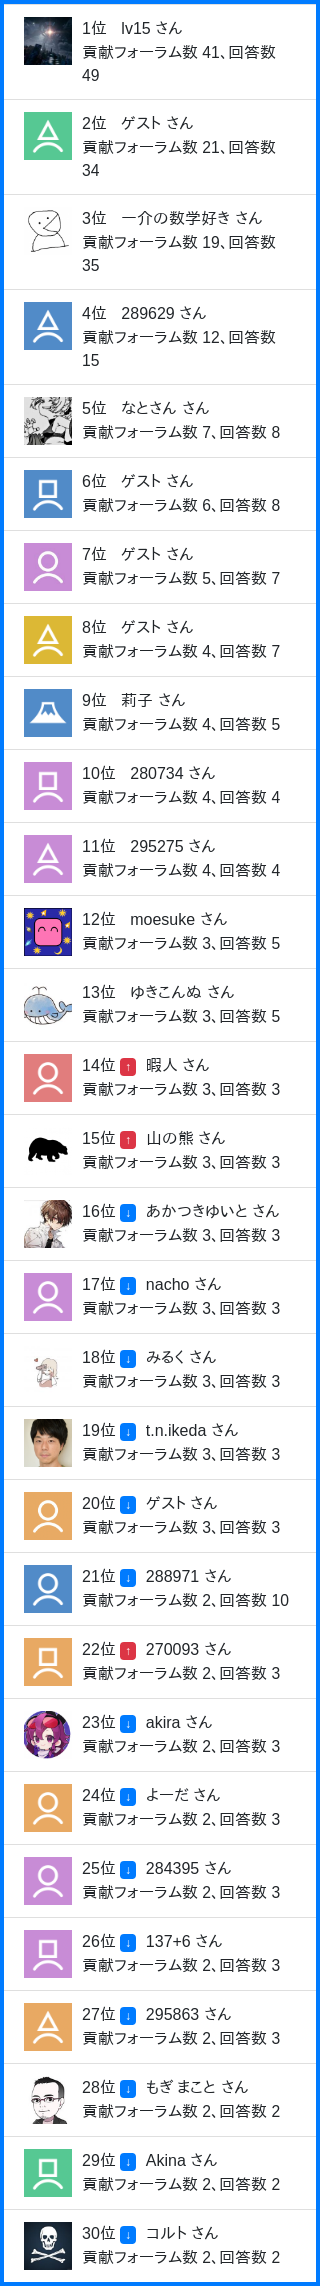 1位 lv15 さん
貢献フォーラム数 41、回答数
49
2位 ゲスト さん
貢献フォーラム数 21、回答数
34
3位 一介の数学好き さん
貢献フォーラム数 19、回答数
35
4位 289629 さん
貢献フォーラム数 12、回答数
15
5位 なとさん さん
貢献フォーラム数 7、回答数 8
6位 ゲスト さん
貢献フォーラム数 6、回答数 8
7位 ゲスト さん
貢献フォーラム数 5、回答数 7
8位 ゲスト さん
貢献フォーラム数 4、回答数 7
9位 莉子 さん
貢献フォーラム数 4、回答数 5
10位 280734 さん
貢献フォーラム数 4、回答数 4
11位 295275 さん
貢献フォーラム数 4、回答数 4
12位 moesuke さん
貢献フォーラム数 3、回答数 5
13位 ゆきこんぬ さん
貢献フォーラム数 3、回答数 5
14位 ↑ 暇人 さん
貢献フォーラム数 3、回答数 3
15位 ↑ 山の熊 さん
貢献フォーラム数 3、回答数 3
16位 ↓ あかつきゆいと さん
貢献フォーラム数 3、回答数 3
17位 ↓ nacho さん
貢献フォーラム数 3、回答数 3
18位 ↓ みるく さん
貢献フォーラム数 3、回答数 3
19位 ↓ t.n.ikeda さん
貢献フォーラム数 3、回答数 3
20位 ↓ ゲスト さん
貢献フォーラム数 3、回答数 3
21位 ↓ 288971 さん
貢献フォーラム数 2、回答数 10
22位 ↑ 270093 さん
貢献フォーラム数 2、回答数 3
23位 ↓ akira さん
貢献フォーラム数 2、回答数 3
24位 ↓ よーだ さん
貢献フォーラム数 2、回答数 3
25位 ↓ 284395 さん
貢献フォーラム数 2、回答数 3
26位 ↓ 137+6 さん
貢献フォーラム数 2、回答数 3
27位 ↓ 295863 さん
貢献フォーラム数 2、回答数 3
28位 ↓ もぎ まこと さん
貢献フォーラム数 2、回答数 2
29位 ↓ Akina さん
貢献フォーラム数 2、回答数 2
30位 ↓ コルト さん
貢献フォーラム数 2、回答数 2